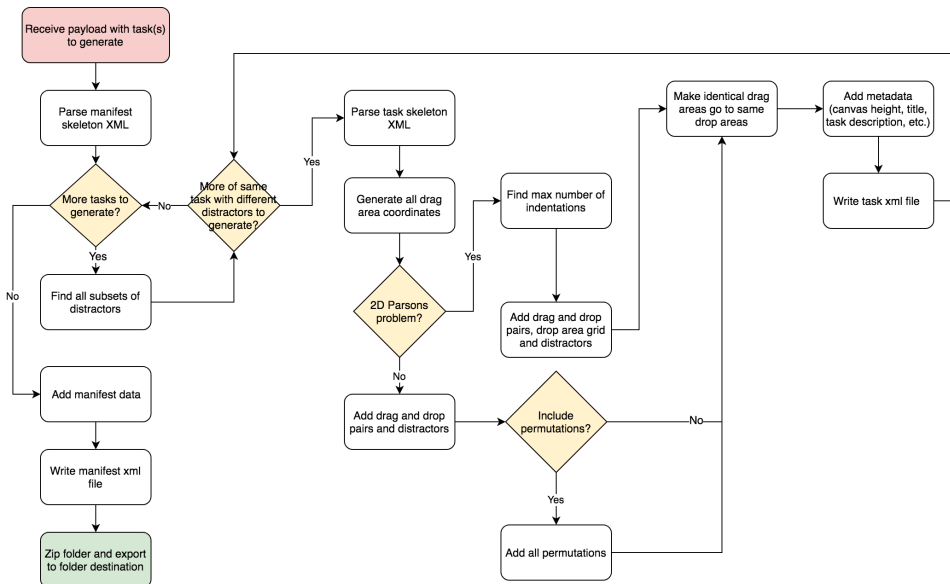 Receive payload with task(s)
to generate
Parse manifest
skeleton XML
More tasks to
generate?
Yes
No
Find all subsets of
distractors
Add manifest data
Write manifest xml
file
Zip folder and export
to folder destination
More of same
task with different
distractors to
generate?
No
Yes
Parse task skeleton
XML
Generate all drag
area coordinates
2D Parsons
problem?
Yes
No
Find max number of
indentations
Add drag and drop
pairs, drop area grid
and distractors
Add drag and drop
pairs and distractors
Include
permutations?
No
Yes
Add all permutations
Make identical drag
areas go to same
drop areas
Add metadata
(canvas height, title,
task description, etc.)
Write task xml file